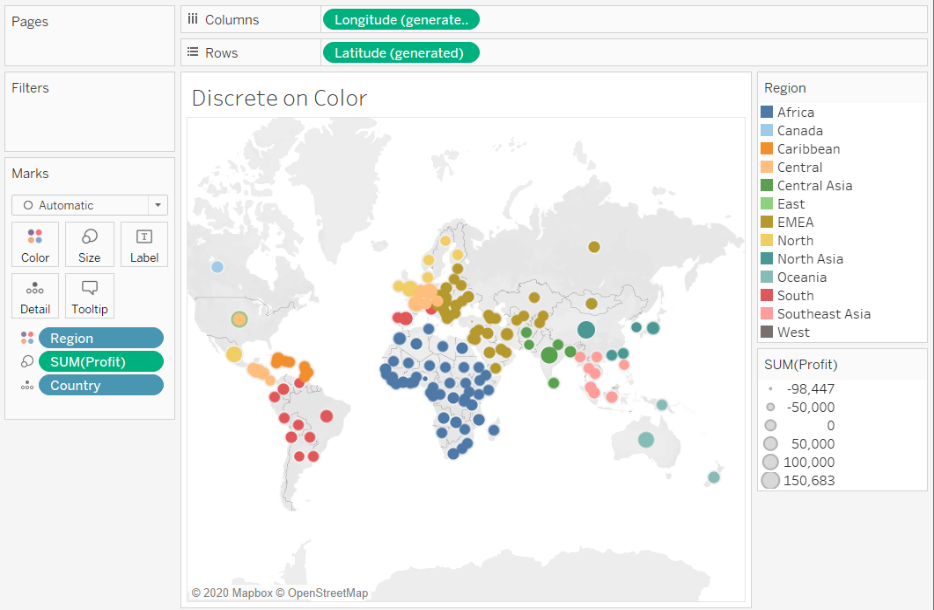 Pages
Columns
Longitude (generate..
Rows
Latitude (generated)
Filters
Discrete on Color
Region
Africa
Canada
Caribbean
Central
Central Asia
East
EMEA
North
North Asia
Oceania
South
Southeast Asia
West
Marks
Automatic
Color
Size
Label
Detail
Tooltip
Region
SUM(Profit)
Country
SUM(Profit)
-98,447
-50,000
0
50,000
100,000
150,683
© 2020 Mapbox © OpenStreetMap